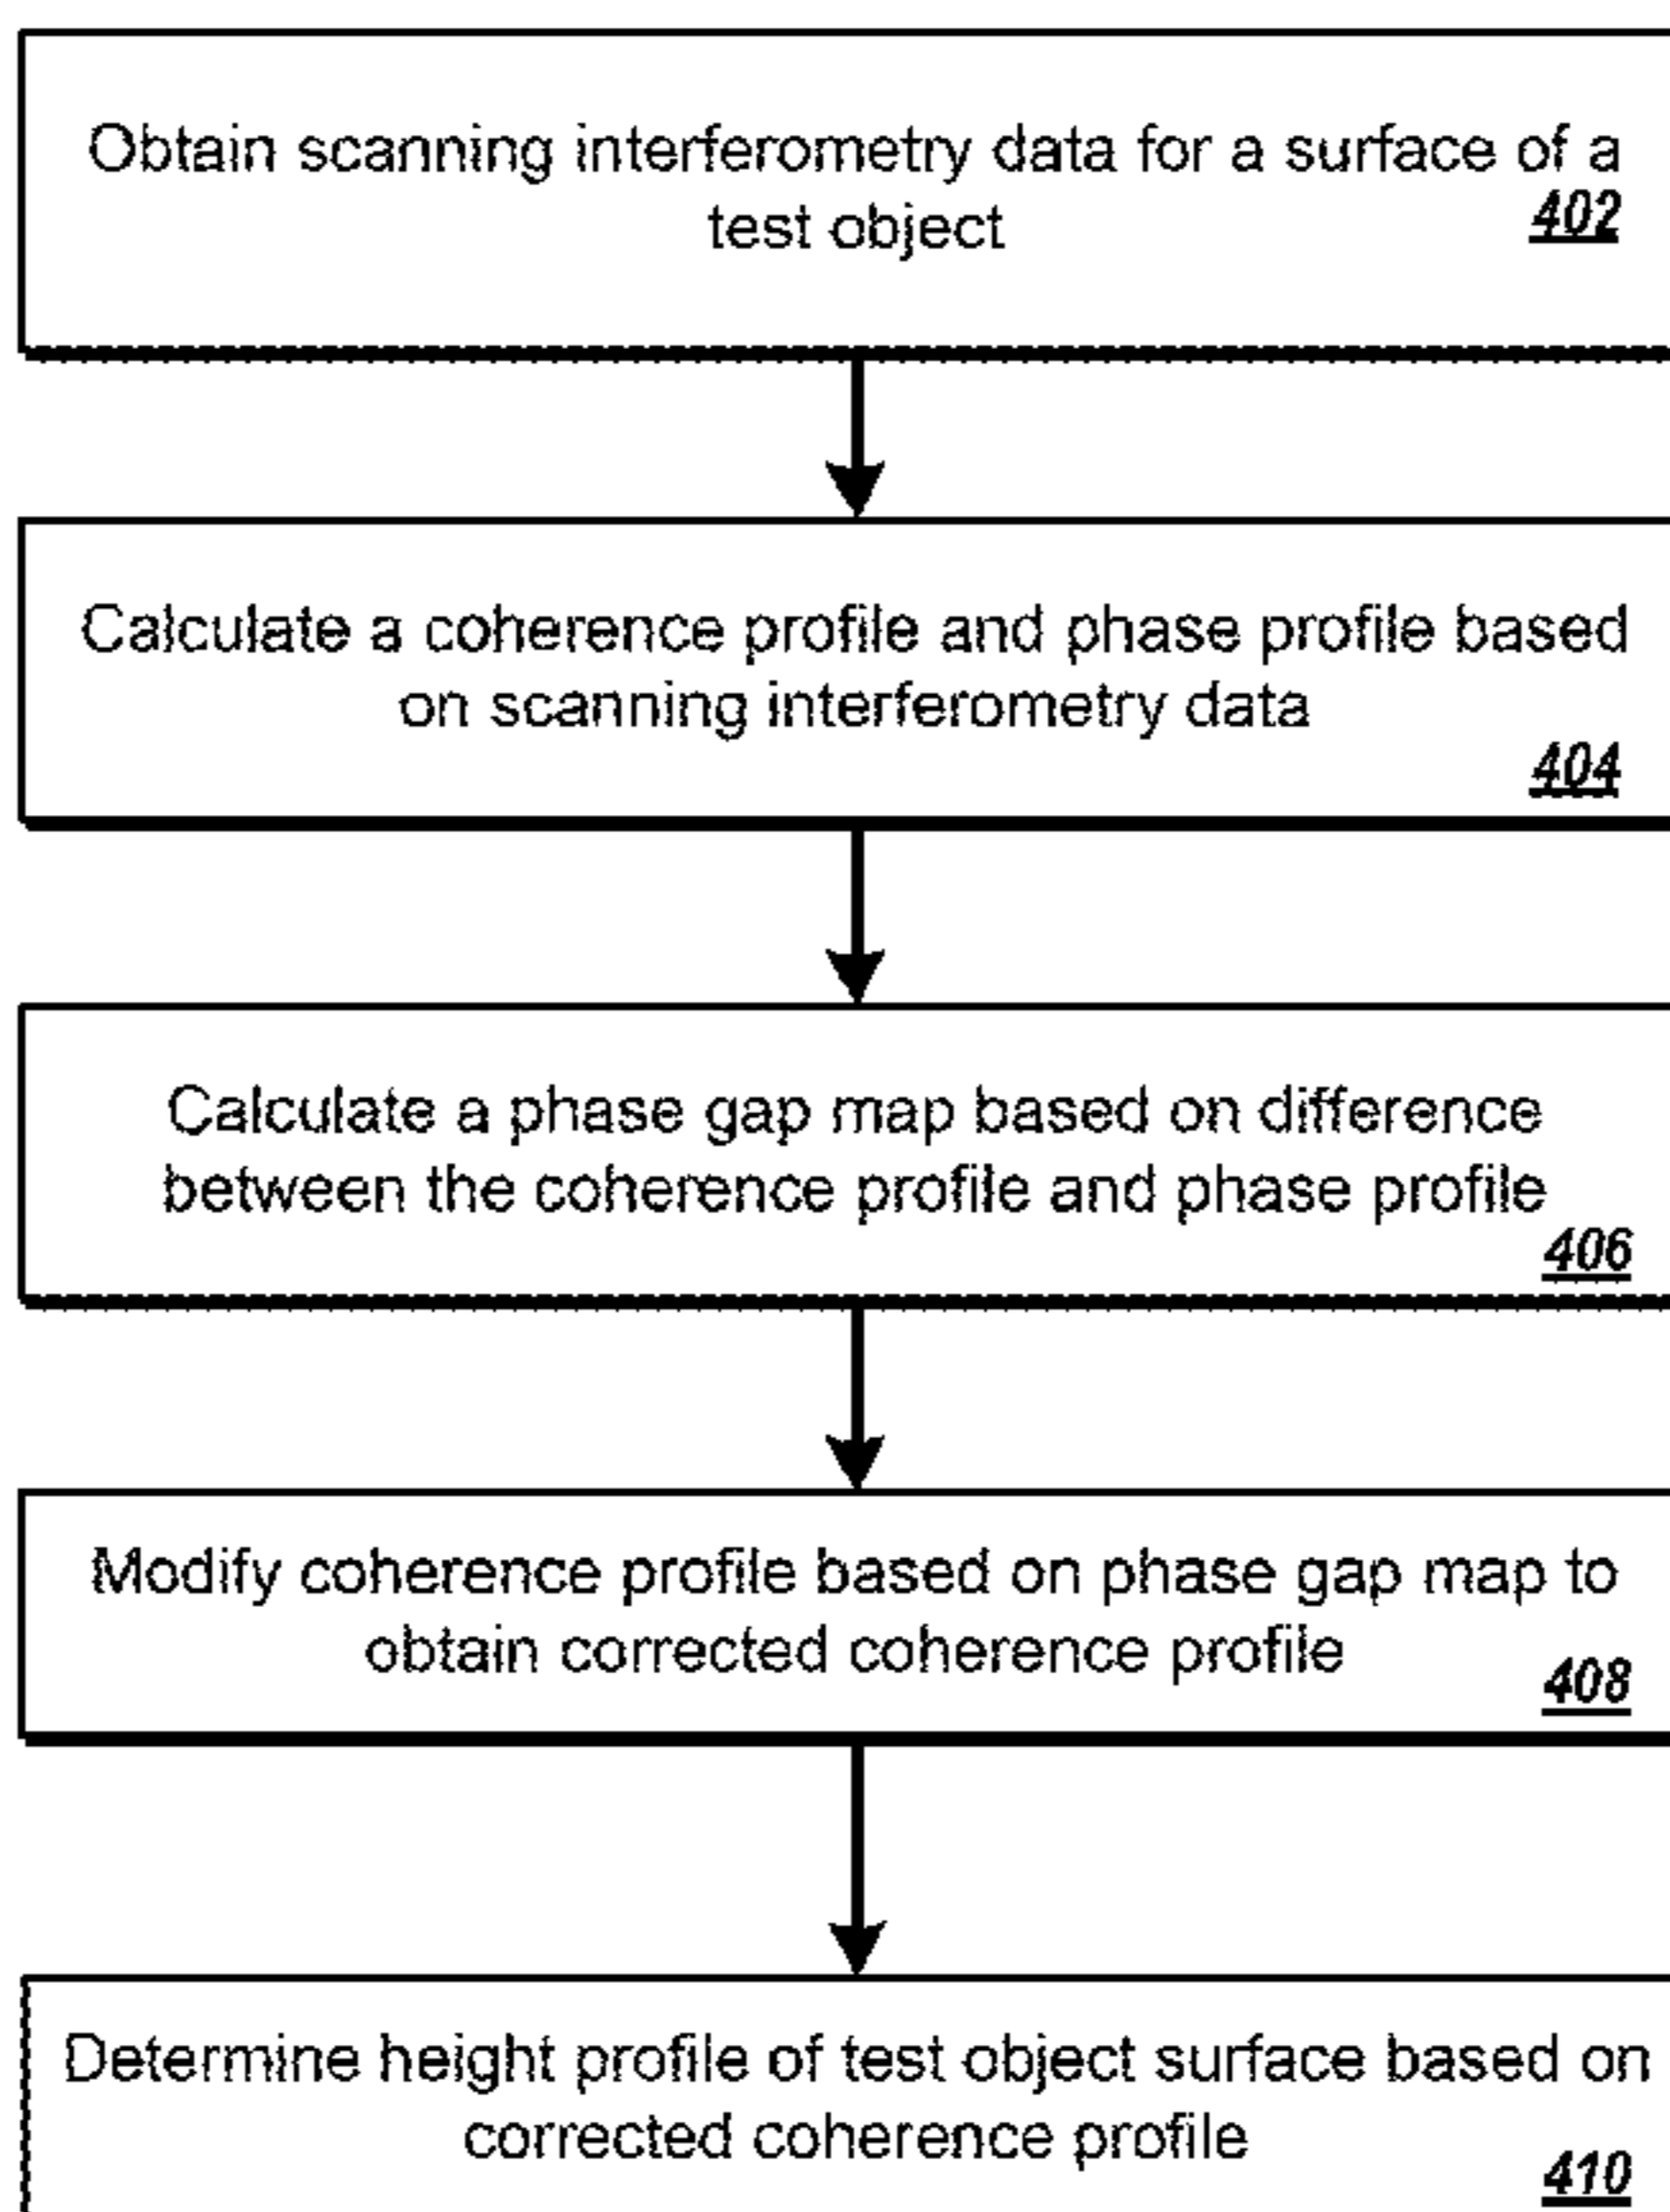 Obtain scanning interferometry data for a surface of a
test object
402
Calculate a coherence profile and phase profile based
on scanning interferometry data
404
Calculate a phase gap map based on difference
between the coherence profile and phase profile
406
Modify coherence profile based on phase gap map to
obtain corrected coherence profile
408
Determine height profile of test object surface based on
corrected coherence profile
410